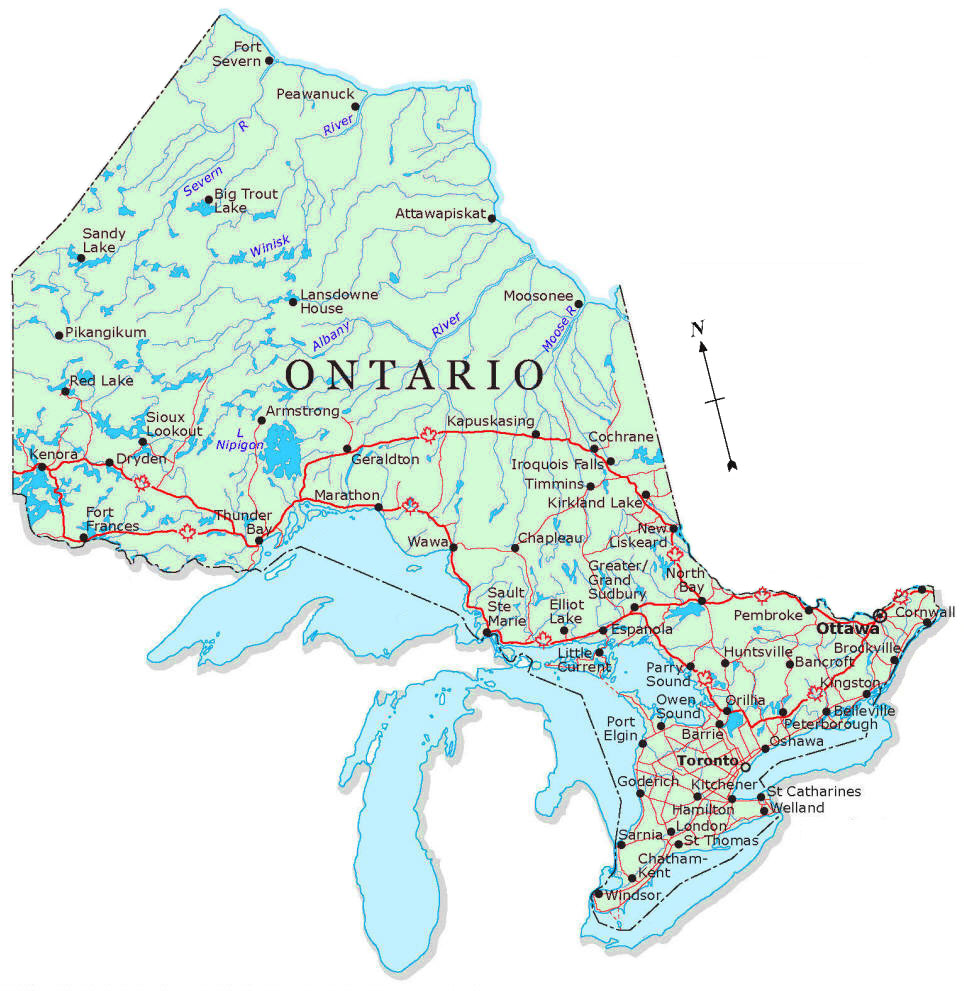 Fort
Severn
Peawanuck
River
R
Severn
Big Trout
Lake
Attawapiskat
Sandy
Lake
Winisk
Lansdowne
House
Moosonee
N
Pikangikum
Albany
River
Moose R
ONTARIO
Red Lake
Sioux
Lookout
Armstrong
L
Nipigon
Kapuskasing
Cochrane
Kenora
Dryden
Geraldton
Iroquois Falls
Timmins
Kirkland Lake
Marathon
Fort
Frances
Thunder
Bay
New
Liskeard
Wawa
Chapleau
Greater/
Grand
Sudbury
North
Bay
Sault
Ste
Marie
Elliot
Lake
Pembroke
Cornwall
Espanola
Ottawa
Little
Current
Huntsville
Brockville
Parry
Sound
Bancroft
Kingston
Owen
Sound
Orillia
Belleville
Port
Elgin
Barrie
Peterborough
Oshawa
Toronto
Goderich
Kitchener
St Catharines
Hamilton
Welland
Sarnia
London
St Thomas
Chatham-
Kent
Windsor